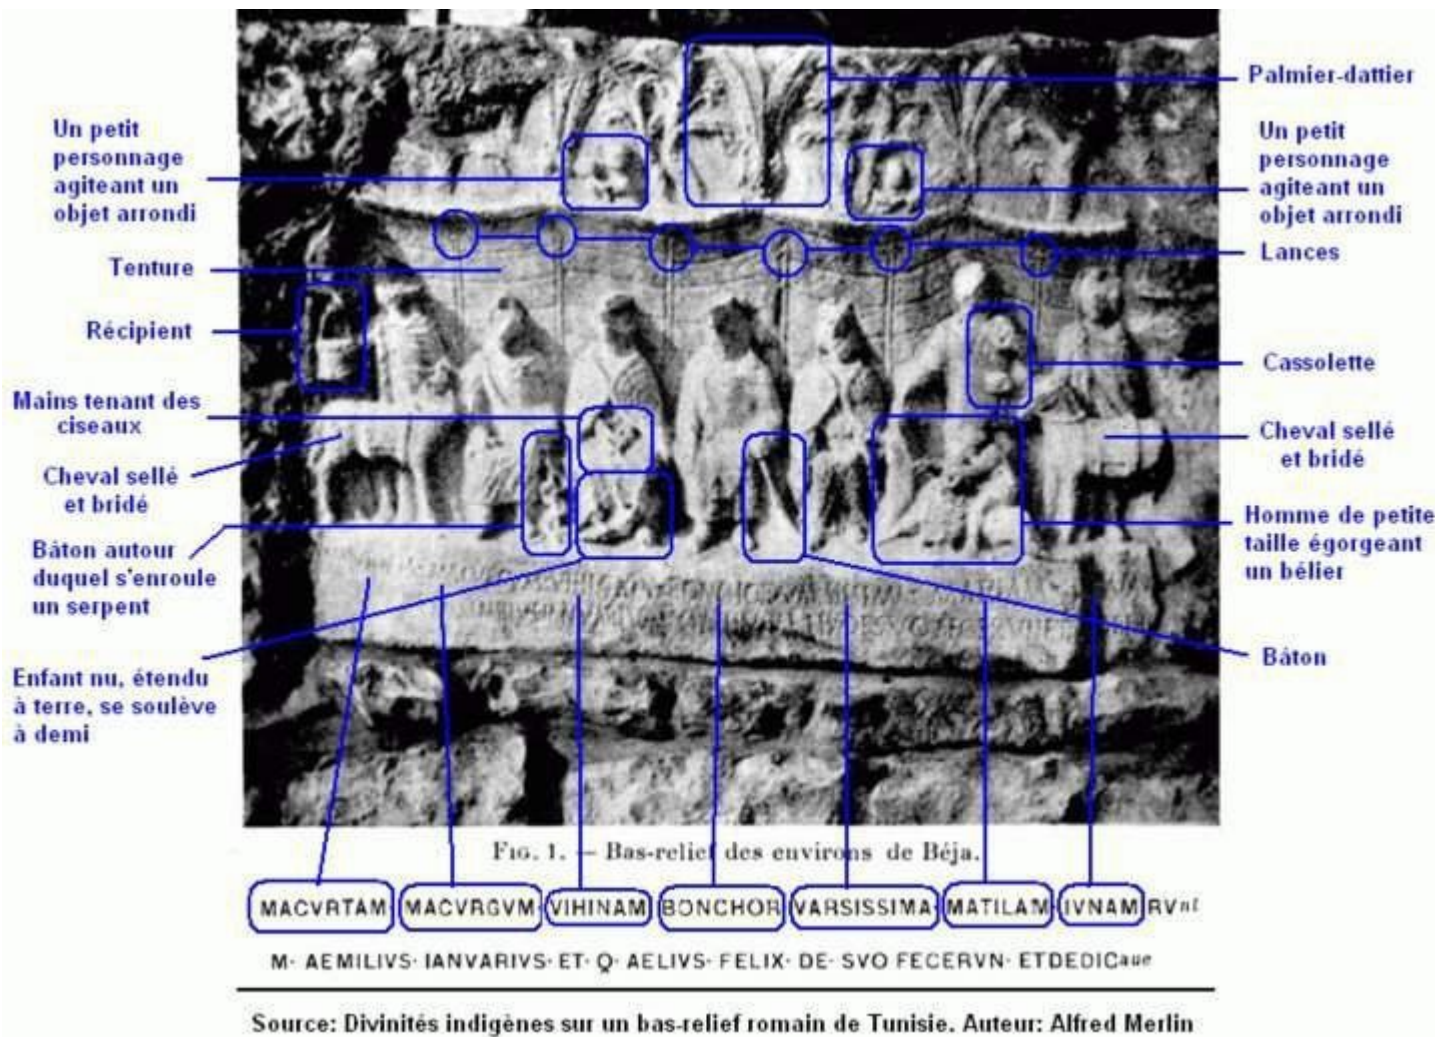 Palmier-dattier
Un petit
personnage
agiteant un
objet arrondi
Un petit
personnage
agiteant un
objet arrondi
Tenture
Lances
Récipient
Cassolette
Mains tenant des
ciseaux
Cheval sellé
et bridé
Cheval sellé
et bridé
Bâton autour
duquel s'enroule
un serpent
Homme de petite
taille égorgeant
un bélier
Enfant nu, étendu
à terre, se soulève
à demi
Bâton
FIG. 1. — Bas-relief des environs de Béja.
MACVRTAM· MACVRGVM· VIHINAM BONCHOR VARSISSIMA· MATILAM· IVNAM RVnt
M· AEMILIVS· IANVARIVS· ET· Q· AELIVS· FELIX· DE· SVO FECERVN· ETDEDICaue
Source: Divinités indigènes sur un bas-relief romain de Tunisie. Auteur: Alfred Merlin